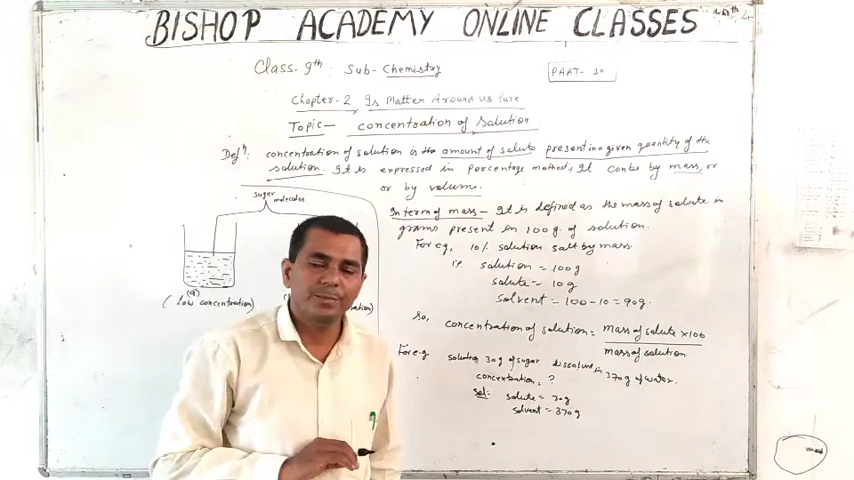 BISHOP ACADEMY ONLINE CLASSES
Class-9th: Sub-Chemistry
PART-10
Chapter-2 Is Matter Around us Pure
Topic- concentration of Solution
Defn: concentration of solution is the amount of solute present in a given quantity of the
solution. It is expressed in percentage method, It can be by mass, or
or by volume.
sugar
molecules
(a)
(low concentration)
In term of mass - It is defined as the mass of solute in
grams present in 100g. of solution.
For eg, 10% solution salt by mass.
i.e. solution = 100g
solute = 10g
solvent = 100-10 = 90g.
So, concentration of solution = mass of solute x100
mass of solution
For e.g 30g of sugar dissolved in 370g of water.
concentration = ?
Sol: solute = 30g
solvent = 370g